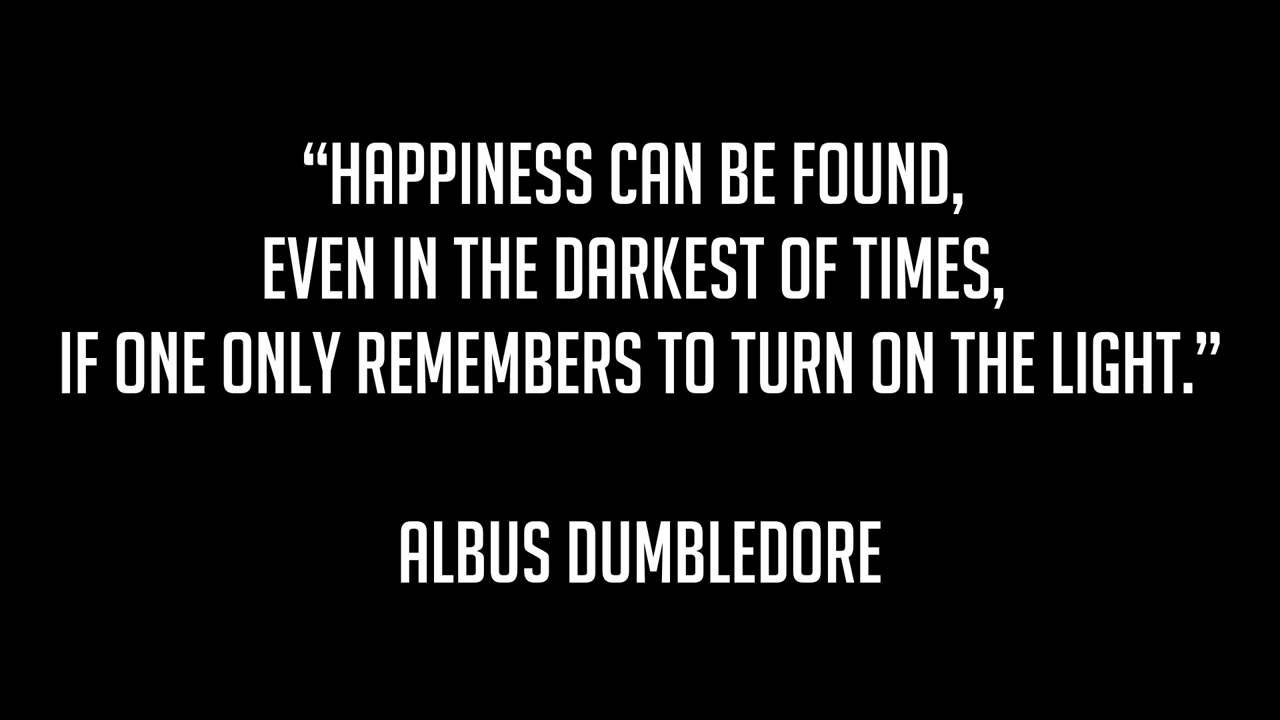 “HAPPINESS CAN BE FOUND,
EVEN IN THE DARKEST OF TIMES,
IF ONE ONLY REMEMBERS TO TURN ON THE LIGHT.”
ALBUS DUMBLEDORE